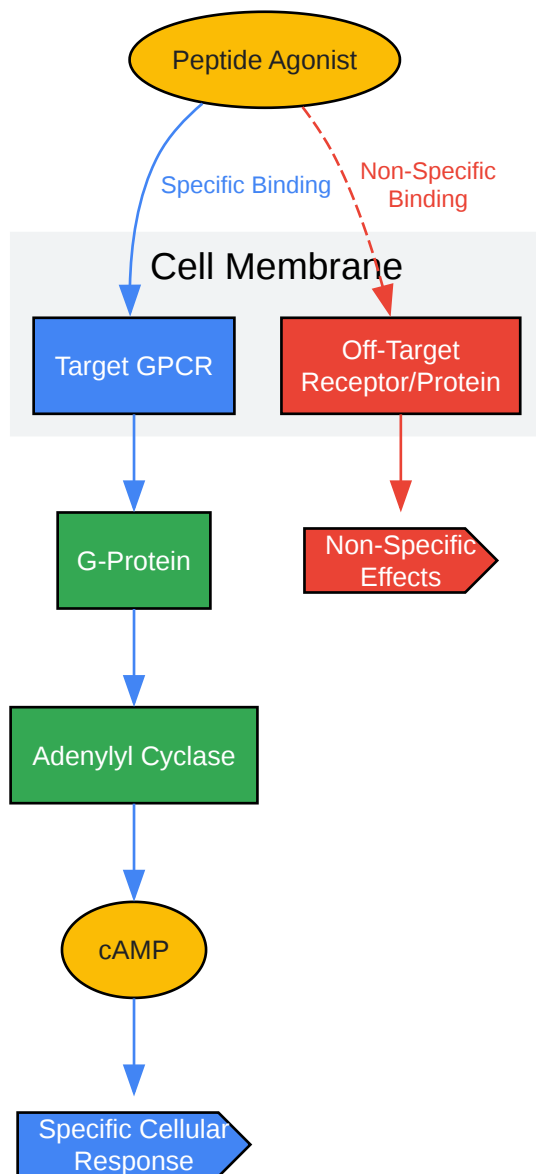 Peptide Agonist
Specific Binding
Non-Specific
Binding
Cell Membrane
Target GPCR
Off-Target
Receptor/Protein
G-Protein
Non-Specific
Effects
Adenylyl Cyclase
cAMP
Specific Cellular
Response